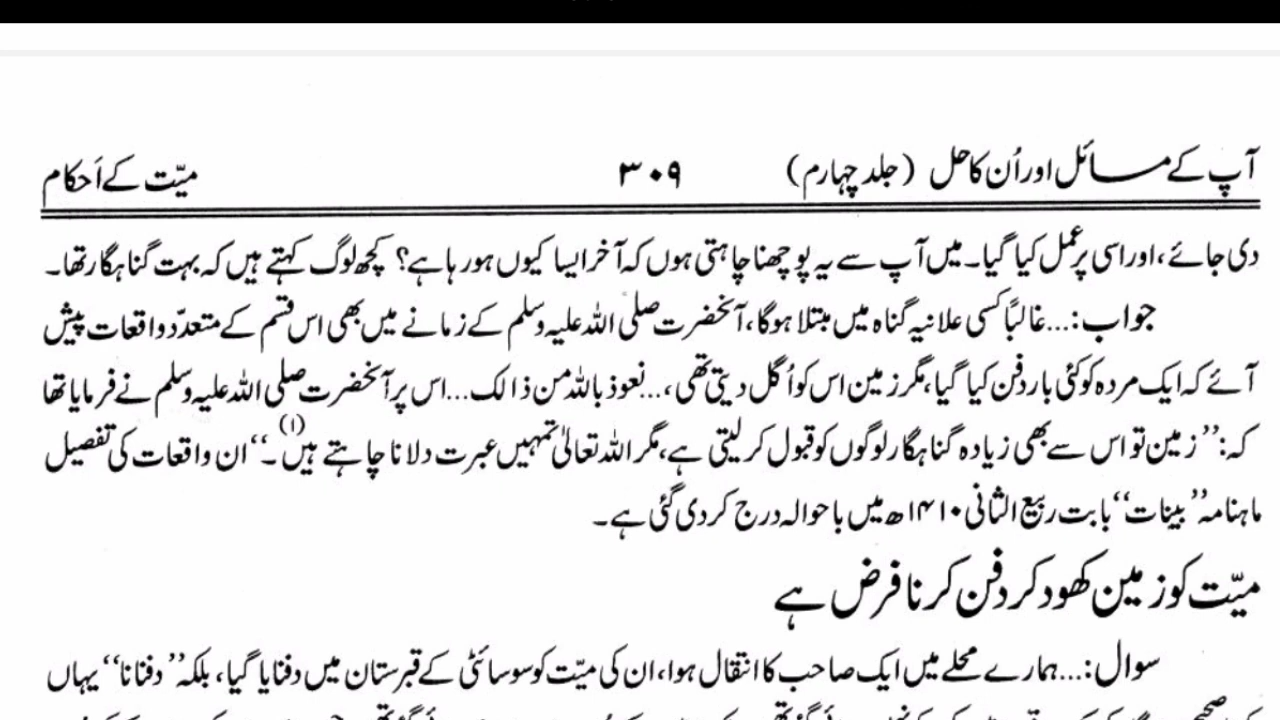 آپ کے مسائل اور اُن کا حل (جلد چہارم) ۳۰۹ میّت کے اَحکام
دی جائے، اور اسی پر عمل کیا گیا۔ میں آپ سے یہ پوچھنا چاہتی ہوں کہ آخر ایسا کیوں ہو رہا ہے؟ کچھ لوگ کہتے ہیں کہ بہت گناہگار تھا۔
جواب:... غالباً کسی علانیہ گناہ میں مبتلا ہوگا، آنحضرت صلی اللہ علیہ وسلم کے زمانے میں بھی اس قسم کے متعدّد واقعات پیش
آئے کہ ایک مردہ کو کئی بار دفن کیا گیا، مگر زمین اس کو اُگل دیتی تھی، ...نعوذ باللہ من ذالک... اس پر آنحضرت صلی اللہ علیہ وسلم نے فرمایا تھا
کہ: ”زمین تو اس سے بھی زیادہ گناہگار لوگوں کو قبول کرلیتی ہے، مگر اللہ تعالیٰ تمہیں عبرت دلانا چاہتے ہیں(۱)۔“ ان واقعات کی تفصیل
ماہنامہ ”بینات“ بابت ربیع الثانی ۱۴۱۰ھ میں باحوالہ درج کردی گئی ہے۔
میّت کو زمین کھود کر دفن کرنا فرض ہے
سوال:... ہمارے محلے میں ایک صاحب کا انتقال ہوا، ان کی میّت کو سوسائٹی کے قبرستان میں دفنایا گیا، بلکہ ”دفنانا“ یہاں